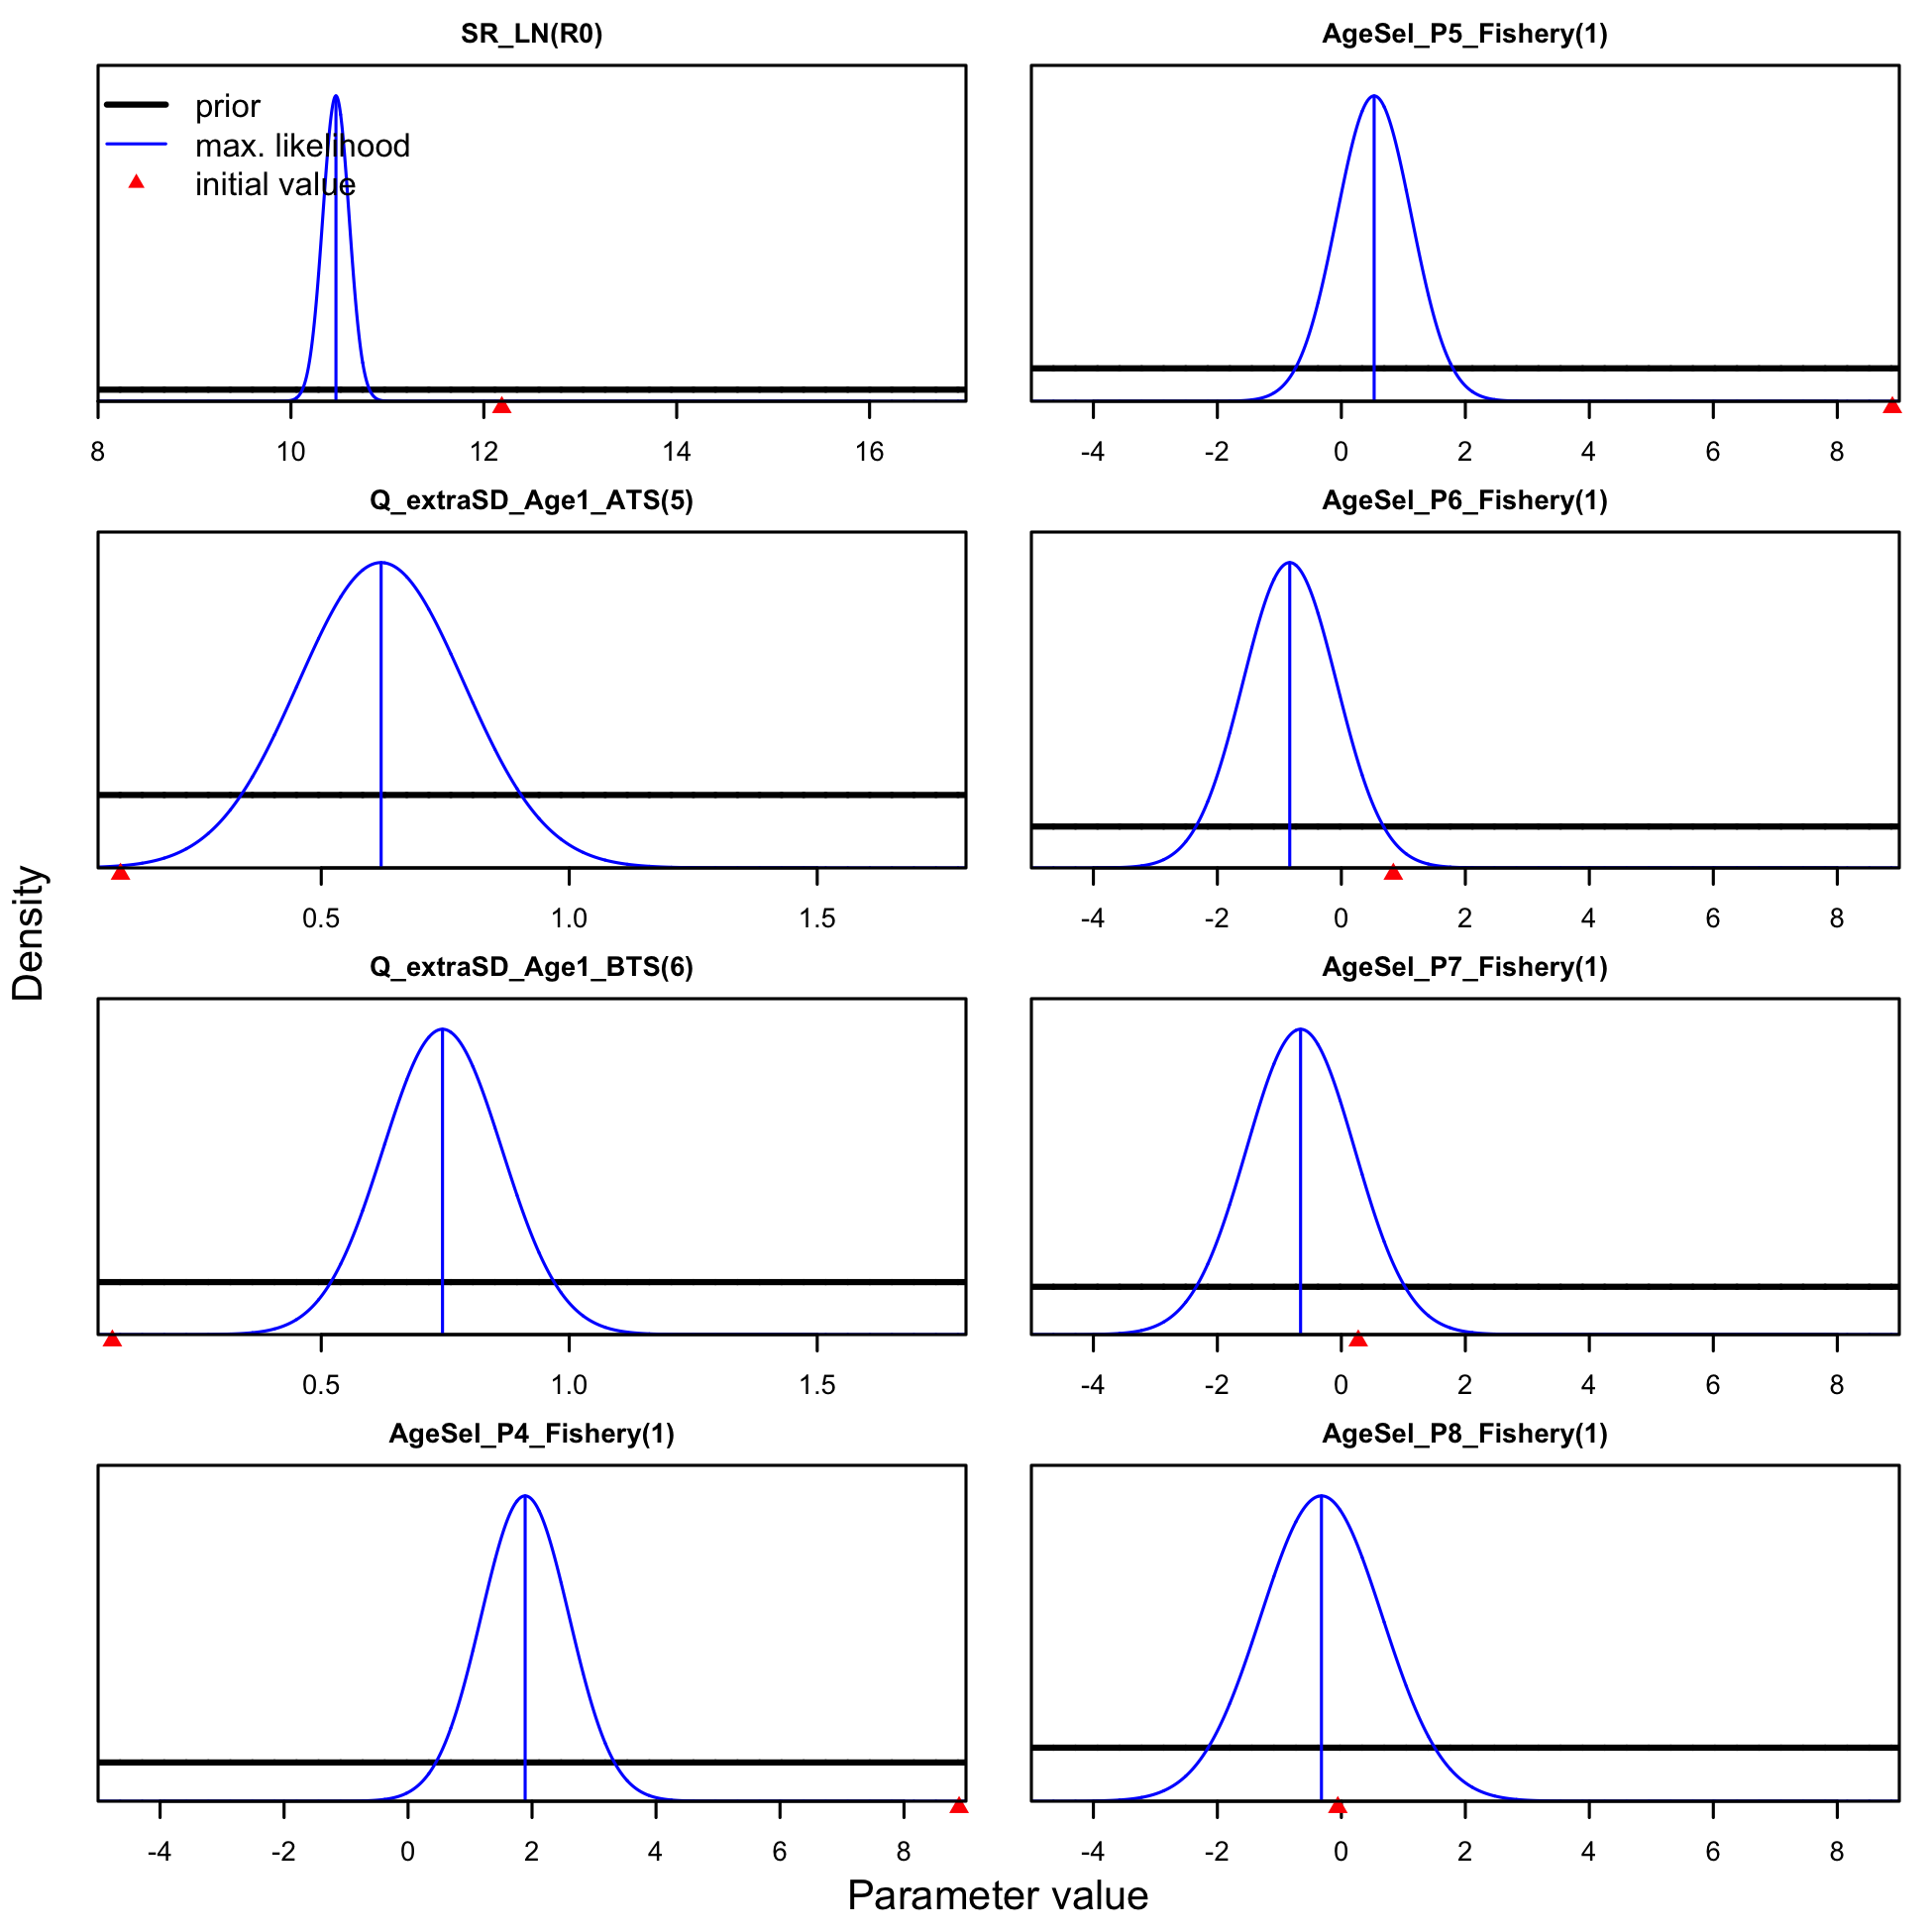 SR_LN(R0)
prior
max. likelihood
initial value
8 10 12 14 16
AgeSel_P5_Fishery(1)
-4 -2 0 2 4 6 8
Q_extraSD_Age1_ATS(5)
0.5 1.0 1.5
AgeSel_P6_Fishery(1)
-4 -2 0 2 4 6 8
Q_extraSD_Age1_BTS(6)
0.5 1.0 1.5
AgeSel_P7_Fishery(1)
-4 -2 0 2 4 6 8
AgeSel_P4_Fishery(1)
-4 -2 0 2 4 6 8
AgeSel_P8_Fishery(1)
-4 -2 0 2 4 6 8
Density
Parameter value